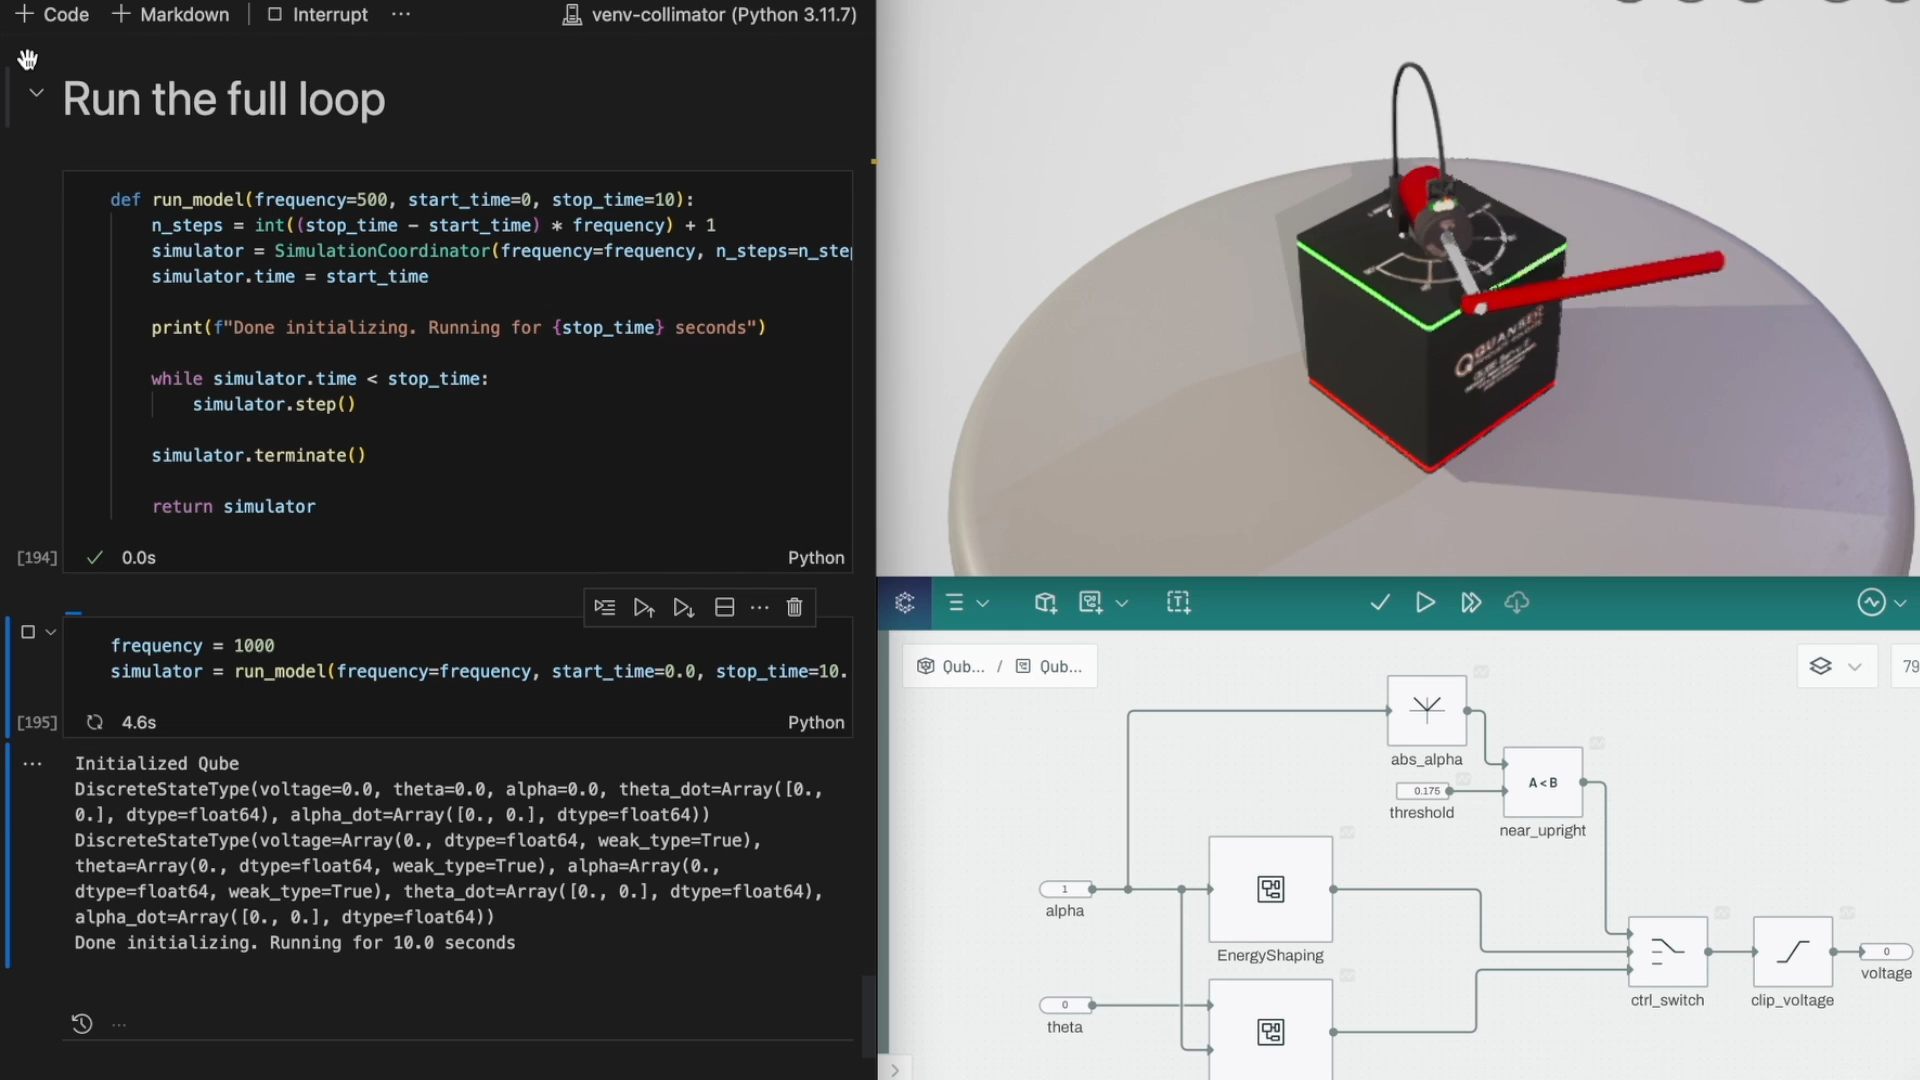 Code
Markdown
Interrupt
venv-collimator (Python 3.11.7)
Run the full loop
def run_model(frequency=500, start_time=0, stop_time=10):
n_steps = int((stop_time - start_time) * frequency) + 1
simulator = SimulationCoordinator(frequency=frequency, n_steps=n_step
simulator.time = start_time
print(f"Done initializing. Running for {stop_time} seconds")
while simulator.time < stop_time:
simulator.step()
simulator.terminate()
return simulator
[194]
0.0s
Python
frequency = 1000
simulator = run_model(frequency=frequency, start_time=0.0, stop_time=10.
[195]
4.6s
Python
Initialized Qube
DiscreteStateType(voltage=0.0, theta=0.0, alpha=0.0, theta_dot=Array([0.,
0.], dtype=float64), alpha_dot=Array([0., 0.], dtype=float64))
DiscreteStateType(voltage=Array(0., dtype=float64, weak_type=True),
theta=Array(0., dtype=float64, weak_type=True), alpha=Array(0.,
dtype=float64, weak_type=True), theta_dot=Array([0., 0.], dtype=float64),
alpha_dot=Array([0., 0.], dtype=float64))
Done initializing. Running for 10.0 seconds
QUANSER
Qub... / Qub...
79
abs_alpha
0.175
threshold
A<B
near_upright
1
alpha
EnergyShaping
0
theta
ctrl_switch
clip_voltage
0
voltage